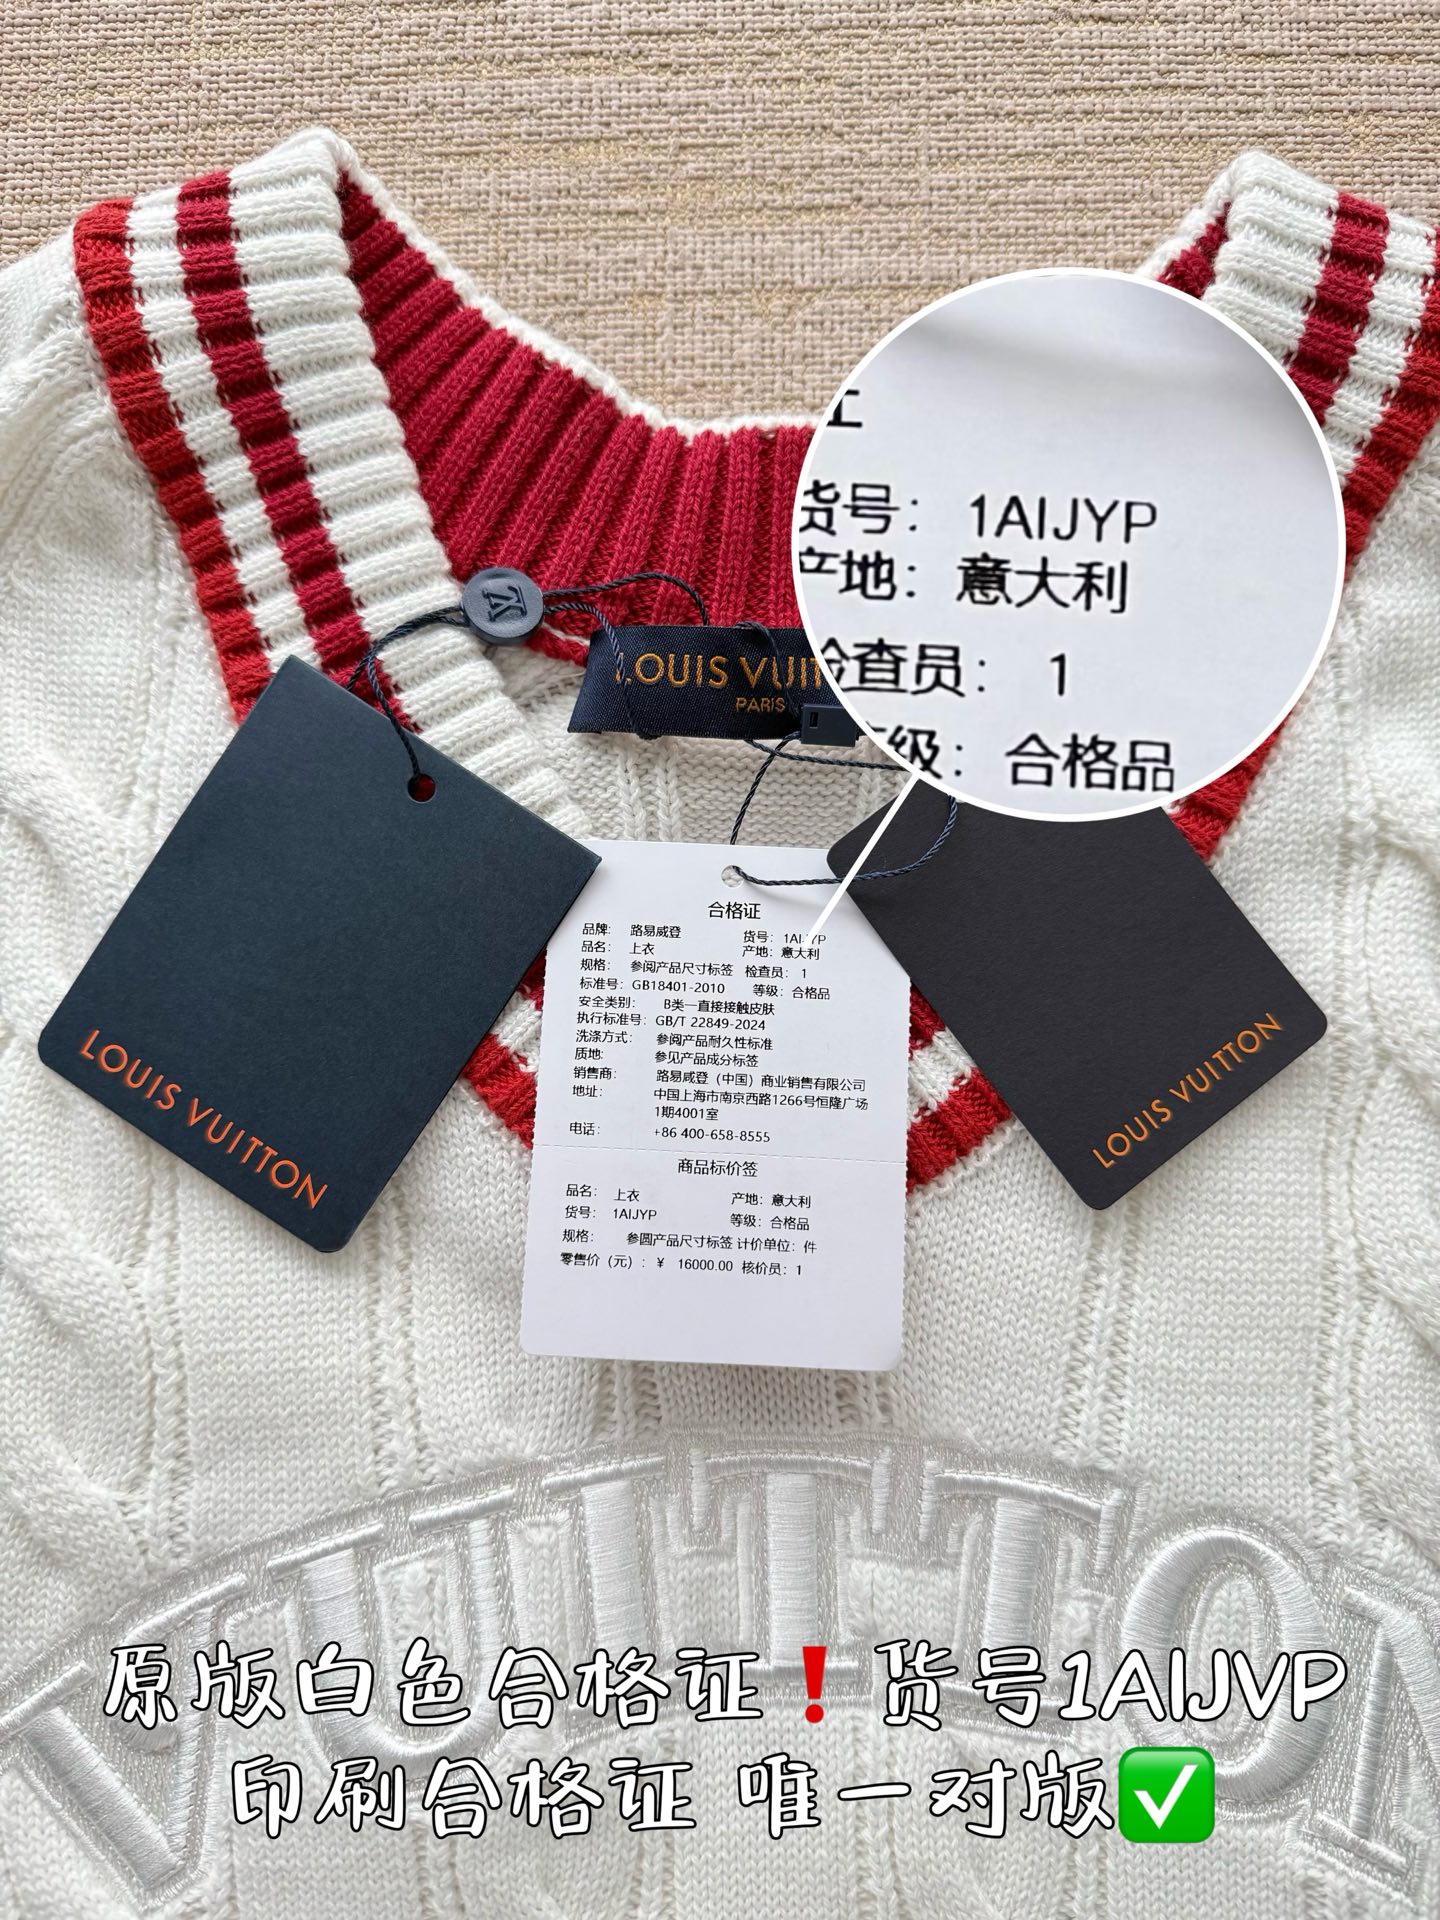 工
货号： 1AIJYP
产地：意大利
检查员： 1
级：合格品
LOUIS VUIT
PARIS
LOUIS VUITTON
LOUIS VUITTON
合格证
品牌： 路易威登 货号： 1AIJYP
品名： 上衣 产地：意大利
规格： 参阅产品尺寸标签 检查员： 1
标准号：GB18401-2010 等级：合格品
安全类别： B类一直接接触皮肤
执行标准号：GB/T 22849-2024
洗涤方式： 参阅产品耐久性标准
质地： 参见产品成分标签
销售商： 路易威登（中国）商业销售有限公司
地址： 中国上海市南京西路1266号恒隆广场
1期4001室
电话： +86 400-658-8555
商品标价签
品名： 上衣 产地：意大利
货号： 1AIJYP 等级：合格品
规格： 参圆产品尺寸标签 计价单位：件
零售价（元）：￥ 16000.00 核价员：1
VUITTON
原版白色合格证❗货号1AIJVP
印刷合格证 唯一对版✅